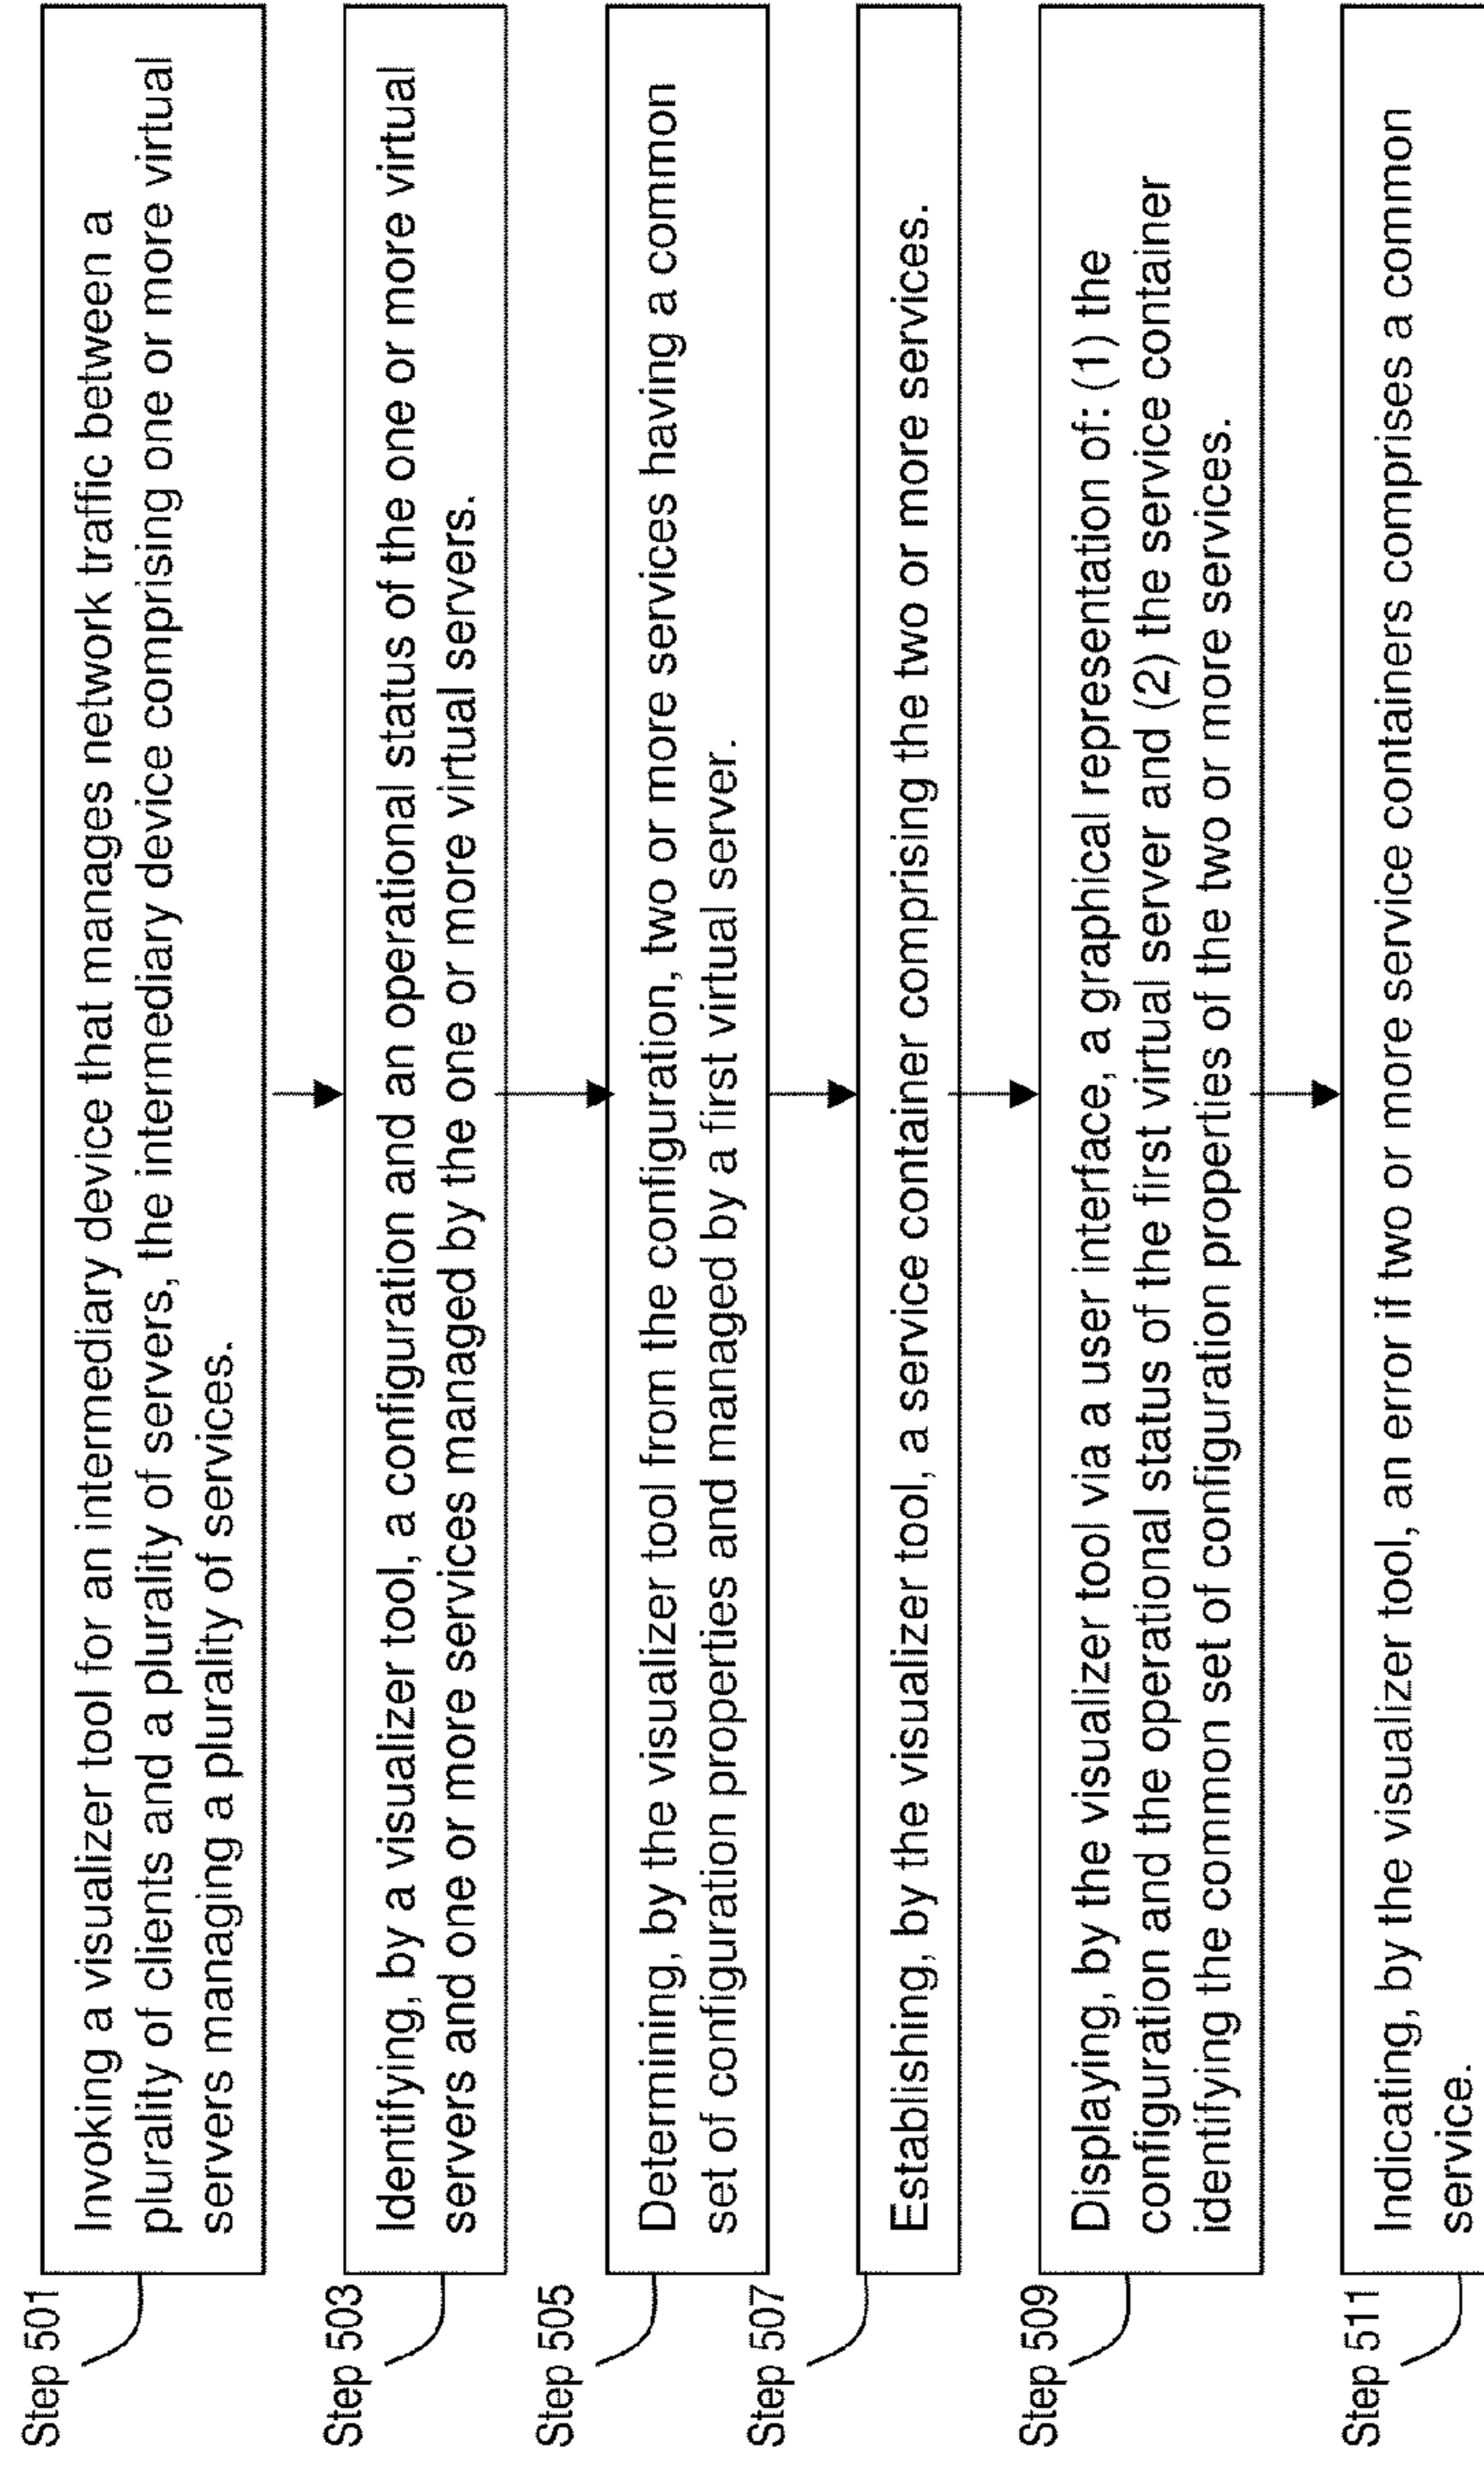 Step 501
Invoking a visualizer tool for an intermediary device that manages network traffic between a
plurality of clients and a plurality of servers, the intermediary device comprising one or more virtual
servers managing a plurality of services.
Step 503
Identifying, by a visualizer tool, a configuration and an operational status of the one or more virtual
servers and one or more services managed by the one or more virtual servers.
Step 505
Determining, by the visualizer tool from the configuration, two or more services having a common
set of configuration properties and managed by a first virtual server.
Step 507
Establishing, by the visualizer tool, a service container comprising the two or more services.
Step 509
Displaying, by the visualizer tool via a user interface, a graphical representation of: (1) the
configuration and the operational status of the first virtual server and (2) the service container
identifying the common set of configuration properties of the two or more services.
Step 511
Indicating, by the visualizer tool, an error if two or more service containers comprises a common
service.